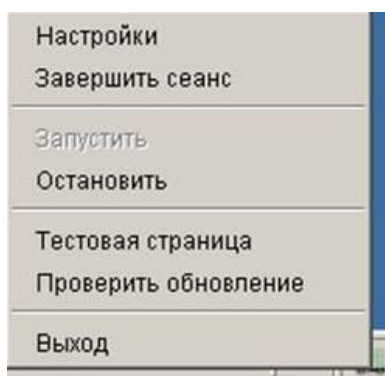 Настройки
Завершить сеанс
Запустить
Остановить
Тестовая страница
Проверить обновление
Выход